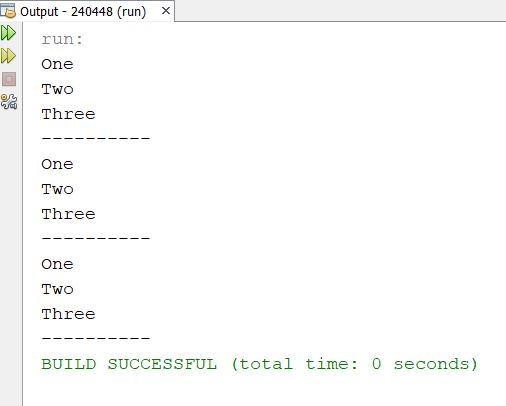 Output - 240448 (run)
run:
One
Two
Three
----------
One
Two
Three
----------
One
Two
Three
----------
BUILD SUCCESSFUL (total time: 0 seconds)